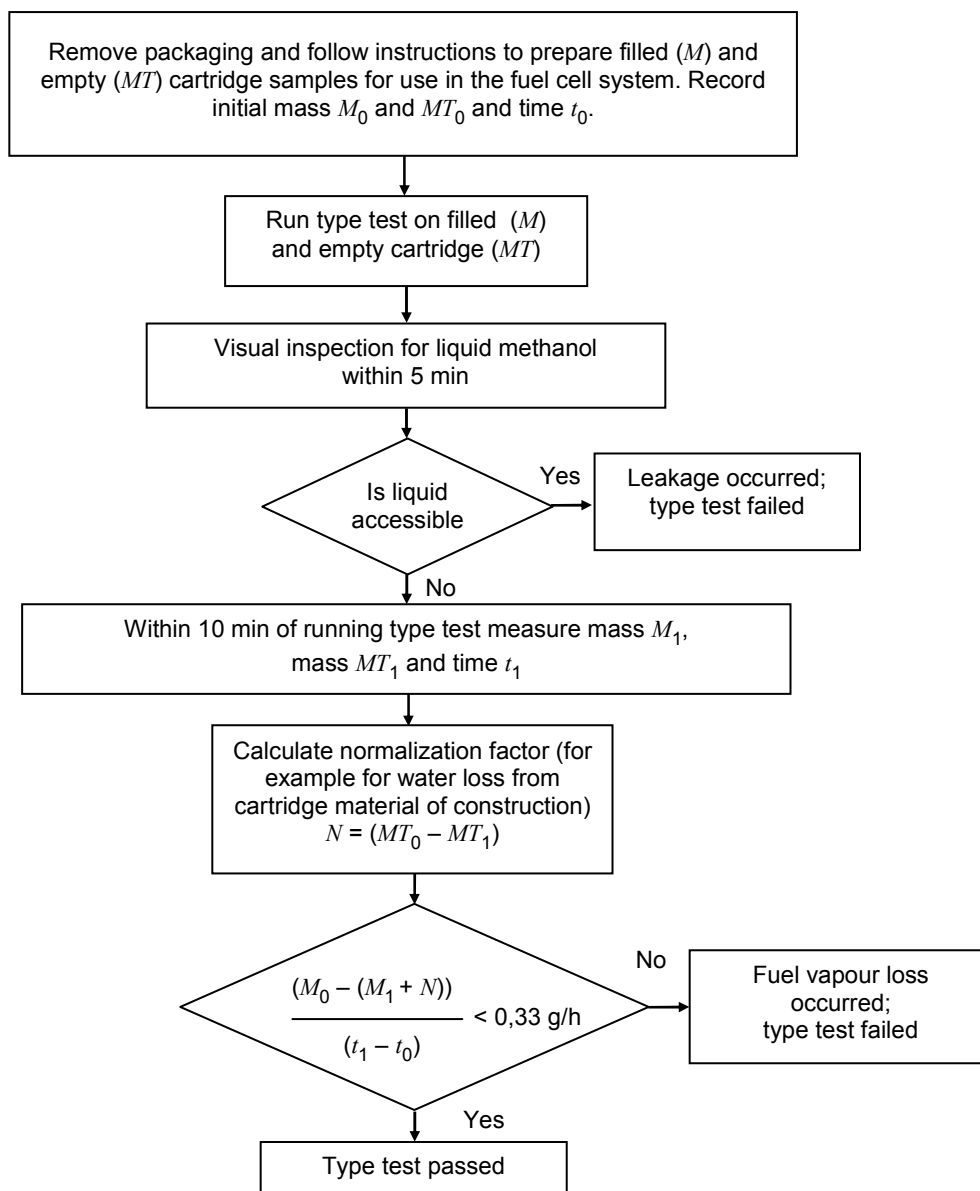 Remove packaging and follow instructions to prepare filled (M) and
empty (MT) cartridge samples for use in the fuel cell system. Record
initial mass M₀ and MT₀ and time t₀.
Run type test on filled (M)
and empty cartridge (MT)
Visual inspection for liquid methanol
within 5 min
Is liquid
accessible
Yes
Leakage occurred;
type test failed
No
Within 10 min of running type test measure mass M₁,
mass MT₁ and time t₁
Calculate normalization factor (for
example for water loss from
cartridge material of construction)
N = (MT₀ – MT₁)
(M₀ – (M₁ + N))
< 0,33 g/h
(t₁ – t₀)
No
Fuel vapour loss
occurred;
type test failed
Yes
Type test passed